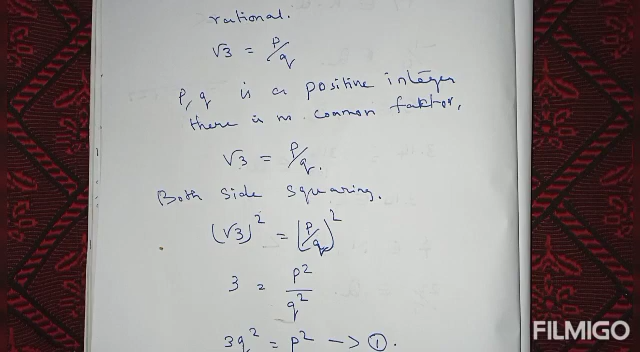 rational.
√3 = p/q
p, q is a positive integer
there is no common faktor,
√3 = p/q.
Both side squaring.
(√3)² = (p/q)²
3 = p²/q²
3q² = p² -> ①.
FILMIGO